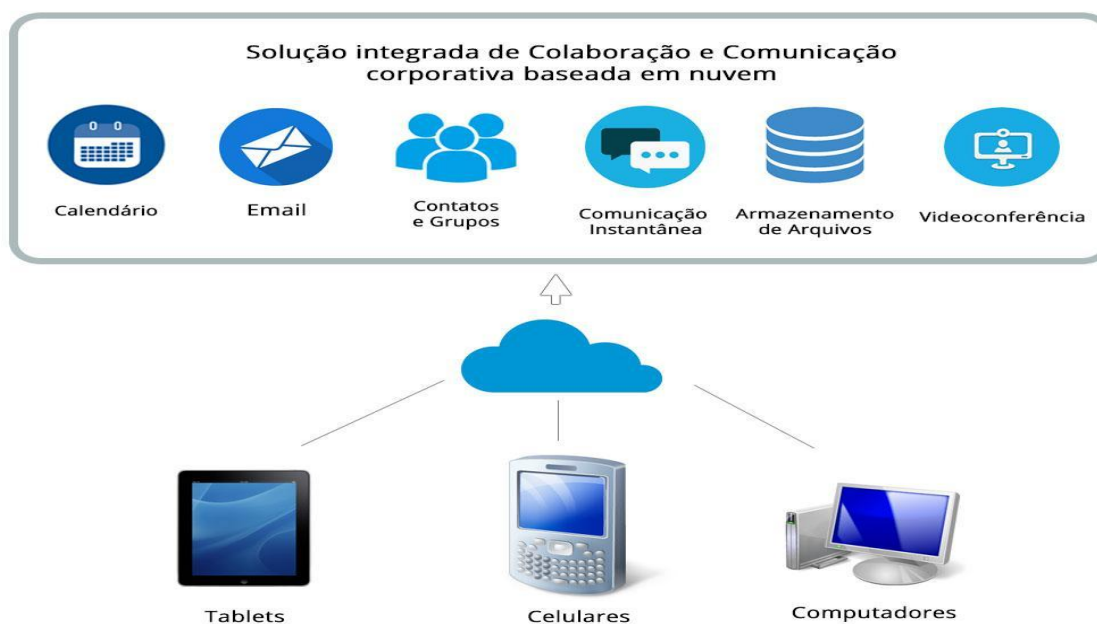 Solução integrada de Colaboração e Comunicação
corporativa baseada em nuvem
Calendário
Email
Contatos
e Grupos
Comunicação
Instantânea
Armazenamento
de Arquivos
Videoconferência
Tablets
Celulares
Computadores